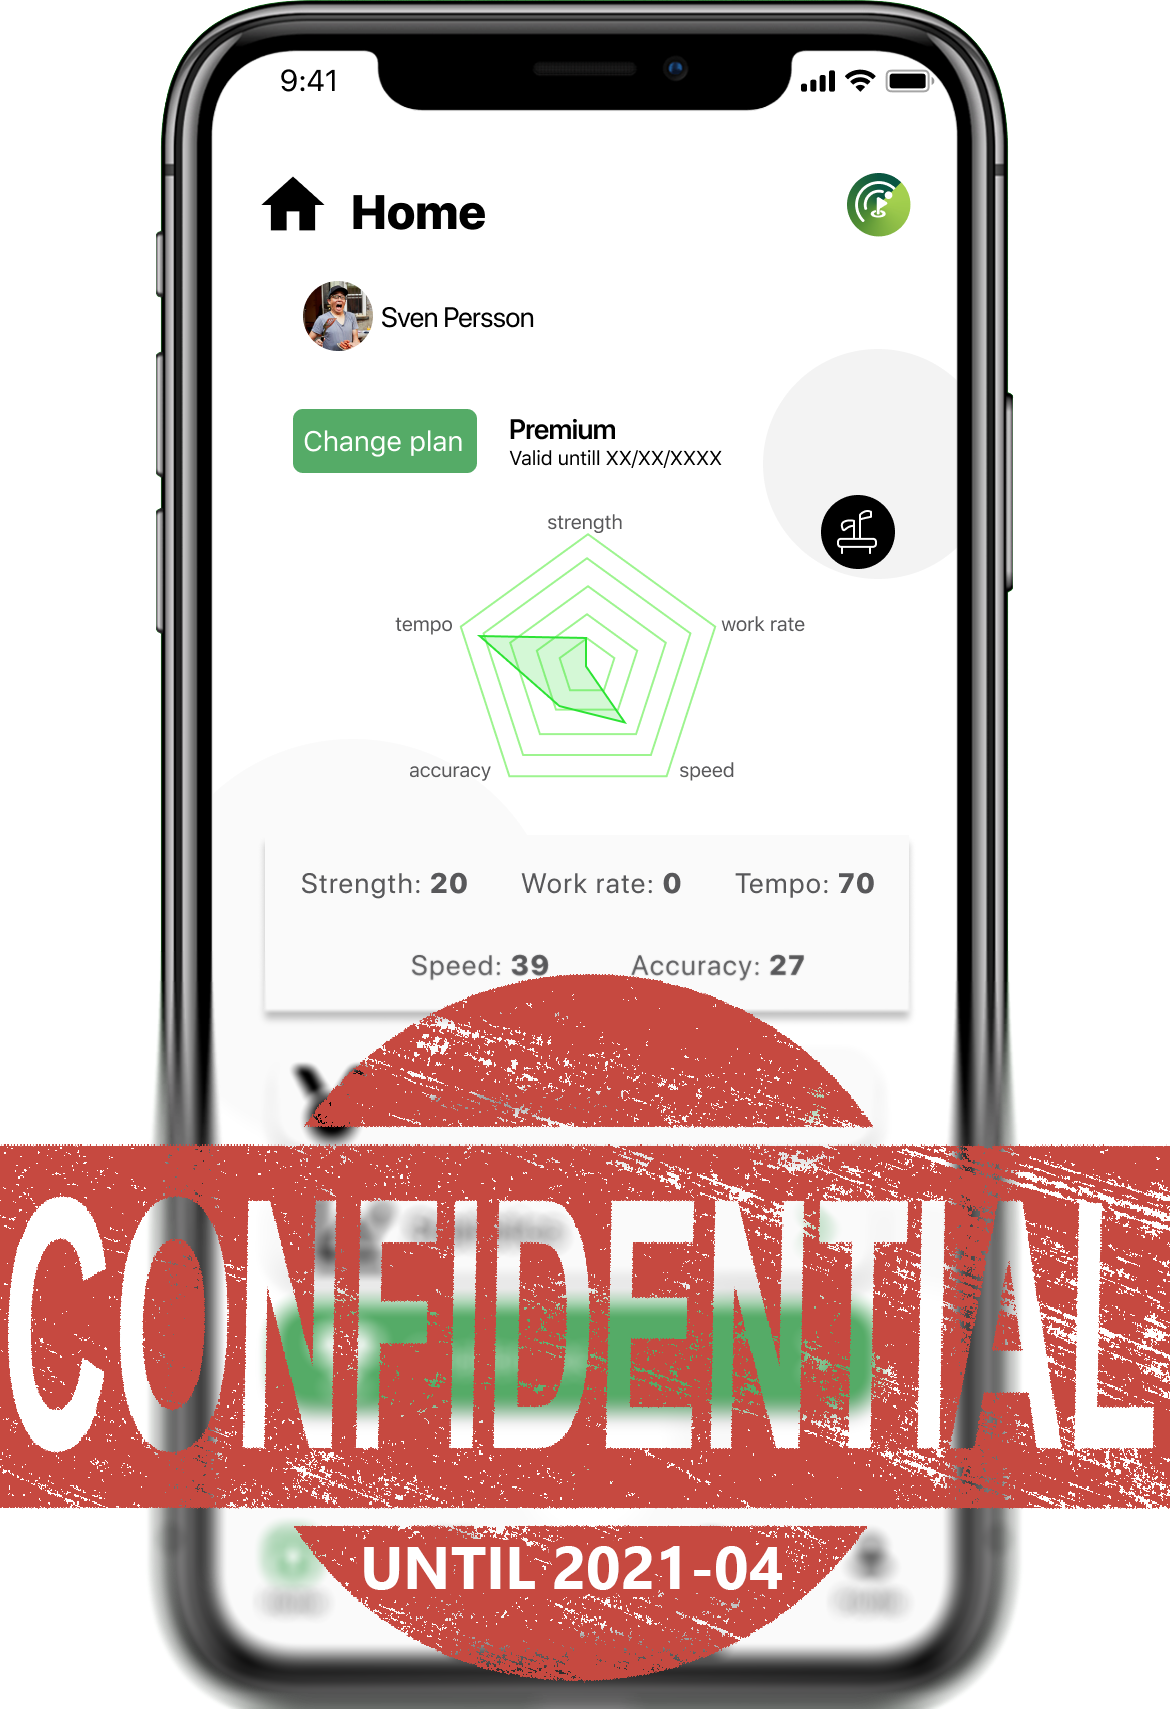 9:41
Home
Sven Persson
Change plan
Premium
Valid untill XX/XX/XXXX
strength
tempo
work rate
accuracy
speed
Strength: 20 Work rate: 0 Tempo: 70
Speed: 39 Accuracy: 27
CONFIDENTIAL
UNTIL 2021-04